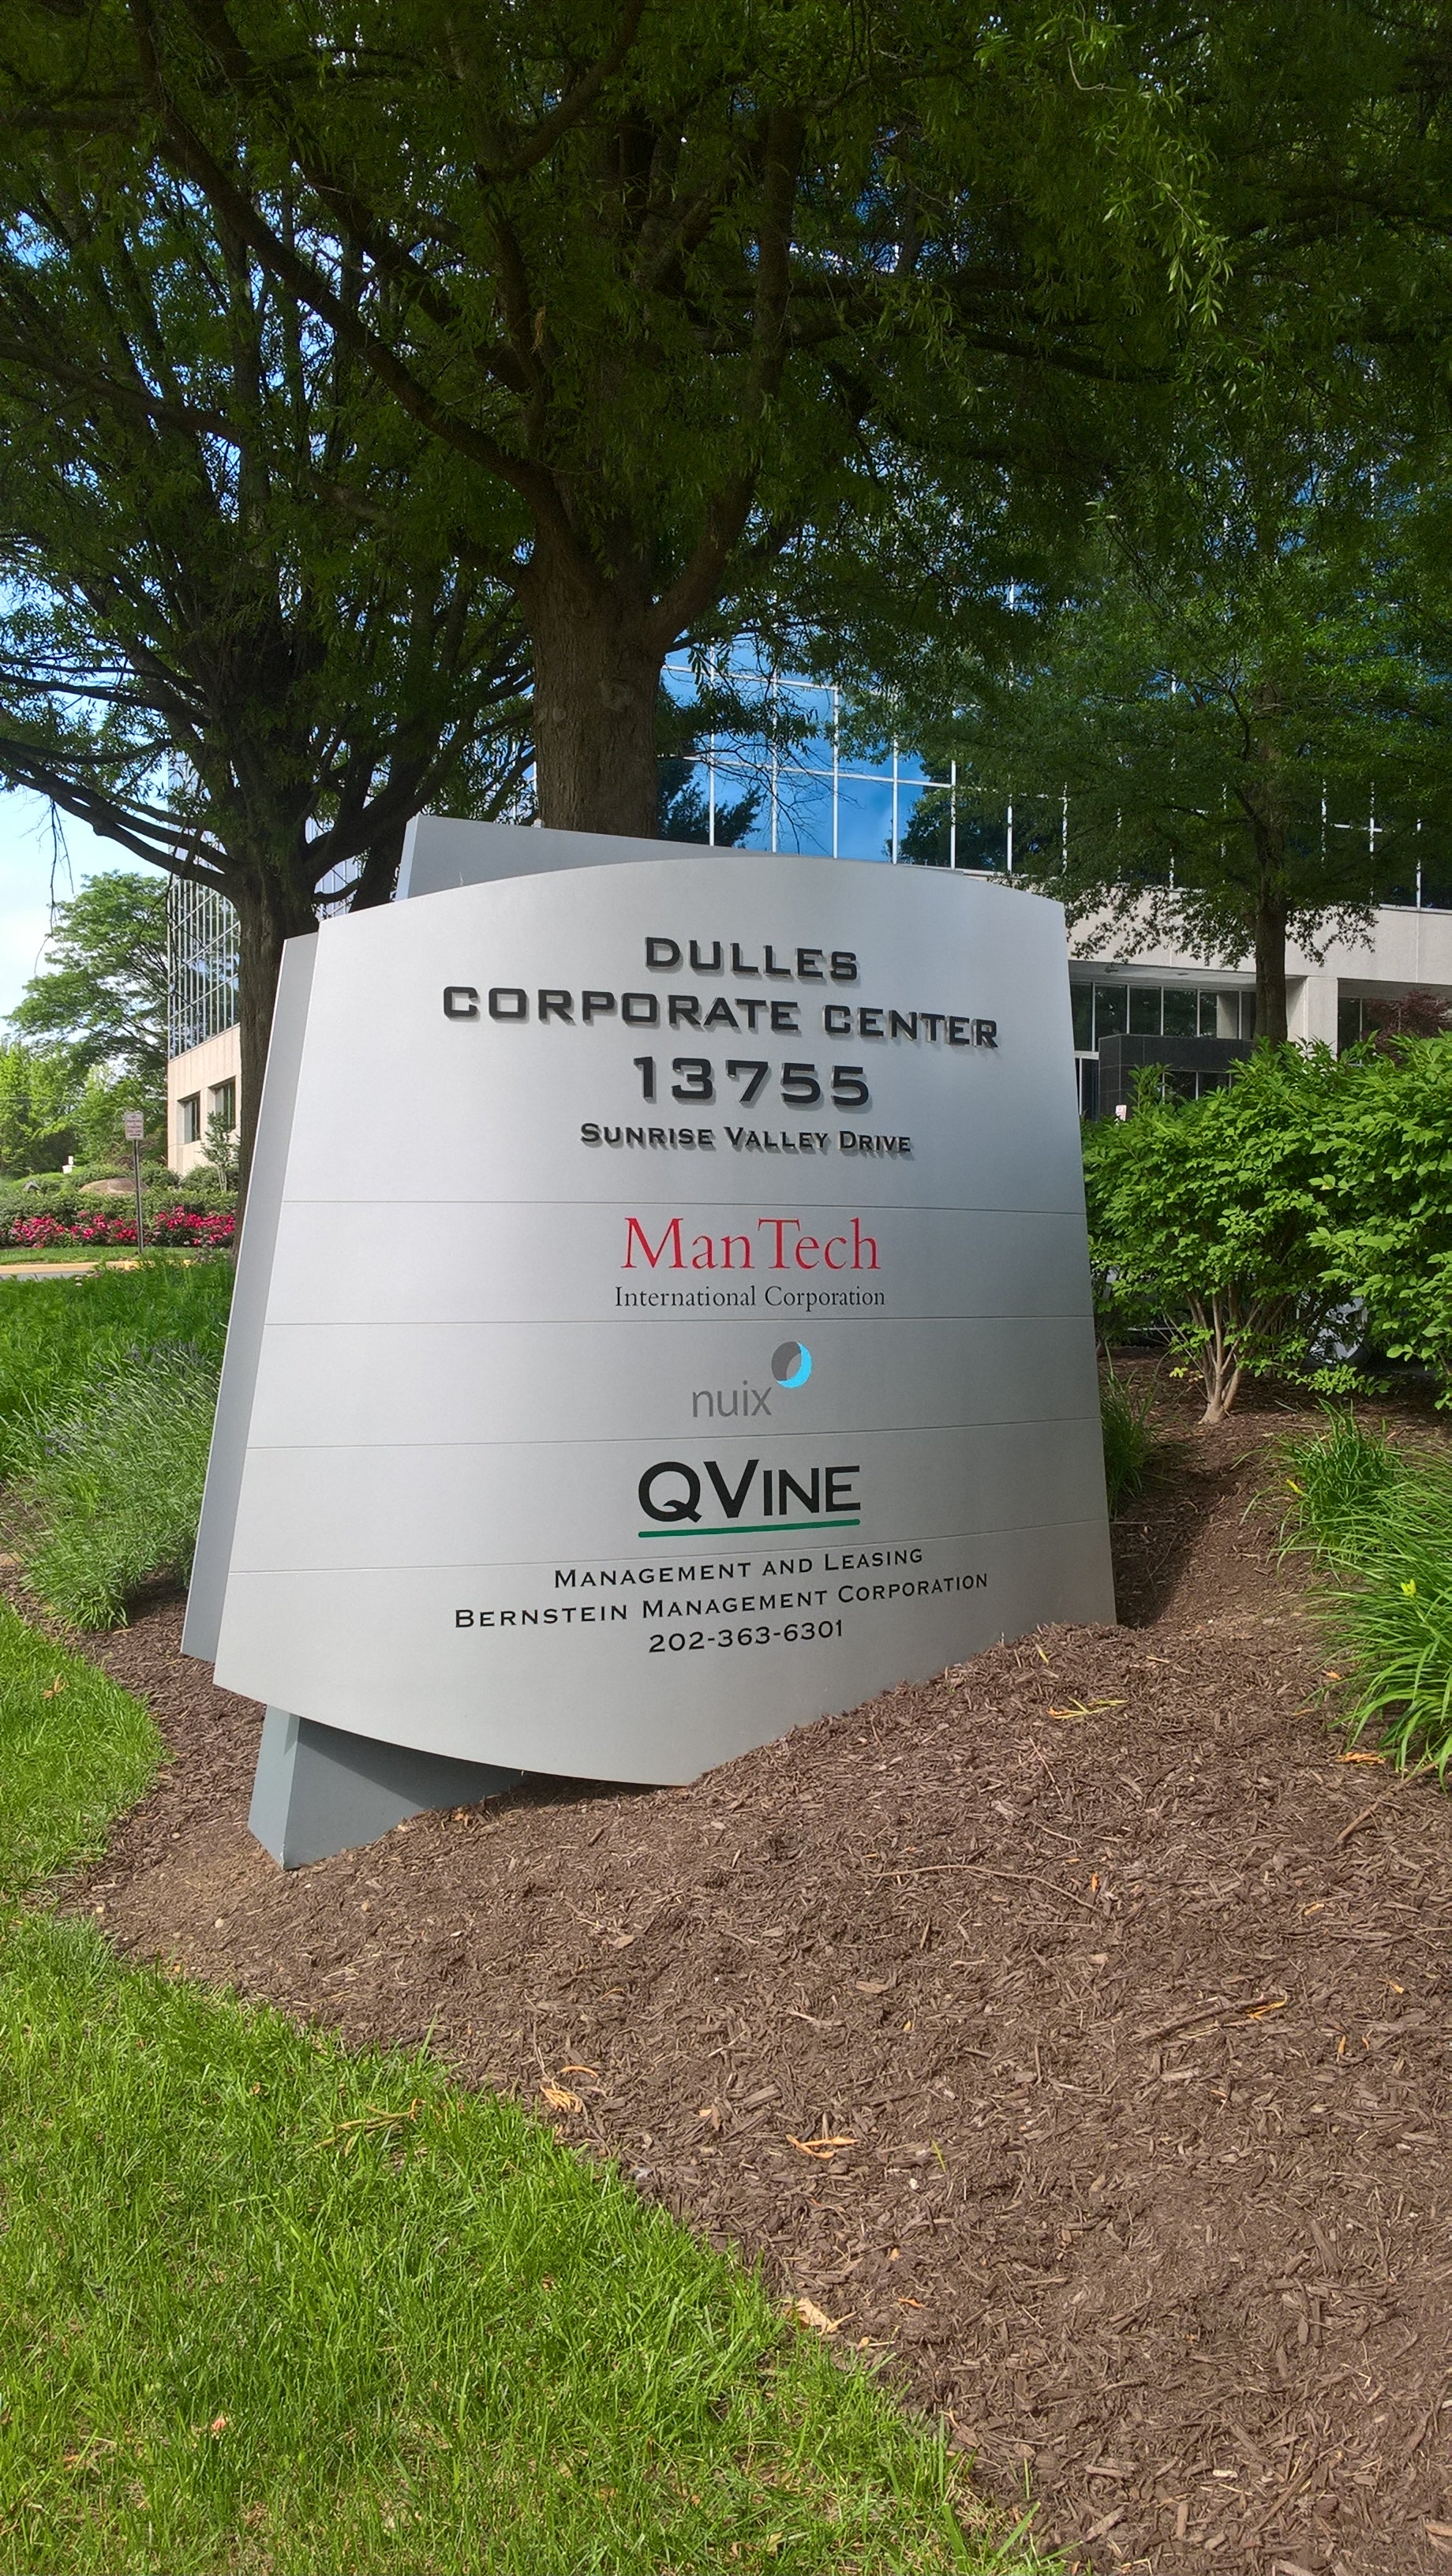 DULLES
CORPORATE CENTER
13755
SUNRISE VALLEY DRIVE
ManTech
International Corporation
nuix
QVINE
MANAGEMENT AND LEASING
BERNSTEIN MANAGEMENT CORPORATION
202-363-6301